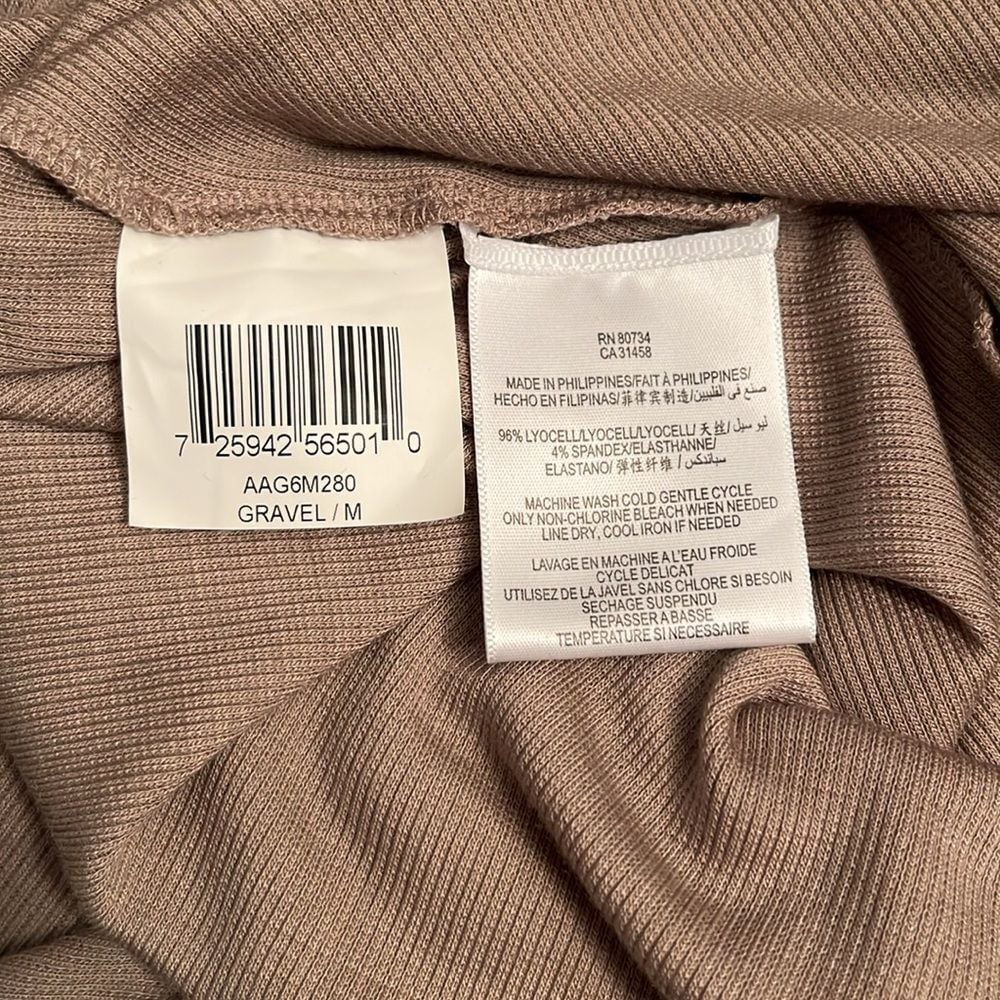 7 25942 56501 0
AAG6M280
GRAVEL / M
RN 80734
CA 31458
MADE IN PHILIPPINES/FAIT À PHILIPPINES/
HECHO EN FILIPINAS/菲律宾制造/صنع في الفلبين
96% LYOCELL/LYOCELL/LYOCELL/ 天丝/ ليو سيل
4% SPANDEX/ELASTHANNE/
ELASTANO/ 弹性纤维 / سباندكس
MACHINE WASH COLD GENTLE CYCLE
ONLY NON-CHLORINE BLEACH WHEN NEEDED
LINE DRY, COOL IRON IF NEEDED
LAVAGE EN MACHINE A L'EAU FROIDE
CYCLE DELICAT
UTILISEZ DE LA JAVEL SANS CHLORE SI BESOIN
SECHAGE SUSPENDU
REPASSER A BASSE
TEMPERATURE SI NECESSAIRE